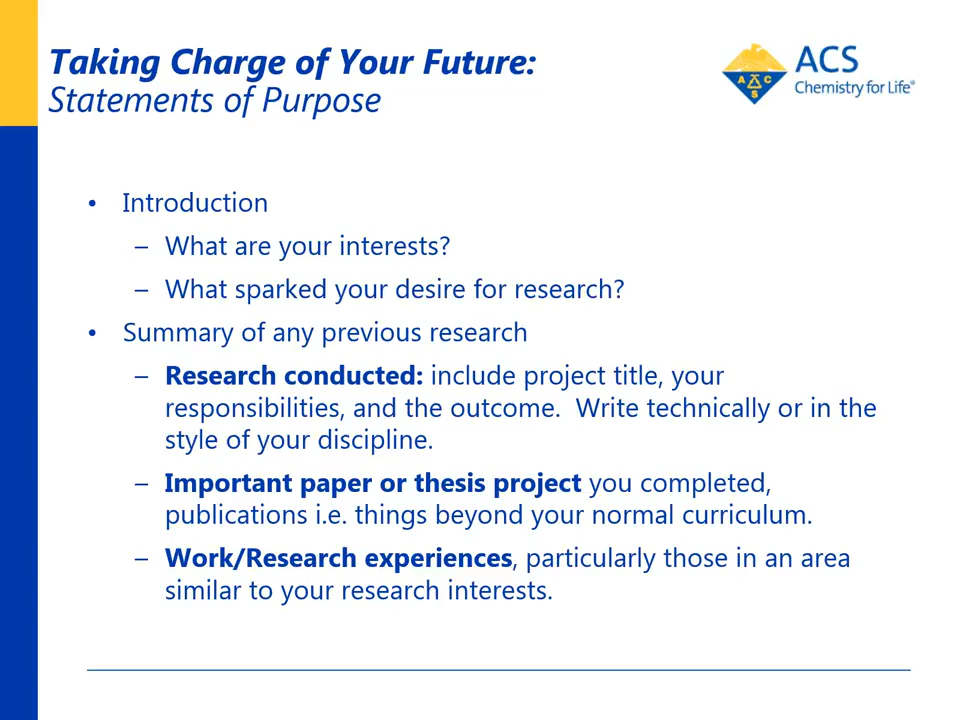 Taking Charge of Your Future:
Statements of Purpose
ACS
Chemistry for Life®
A C S
• Introduction
– What are your interests?
– What sparked your desire for research?
• Summary of any previous research
– Research conducted: include project title, your
responsibilities, and the outcome.  Write technically or in the
style of your discipline.
– Important paper or thesis project you completed,
publications i.e. things beyond your normal curriculum.
– Work/Research experiences, particularly those in an area
similar to your research interests.